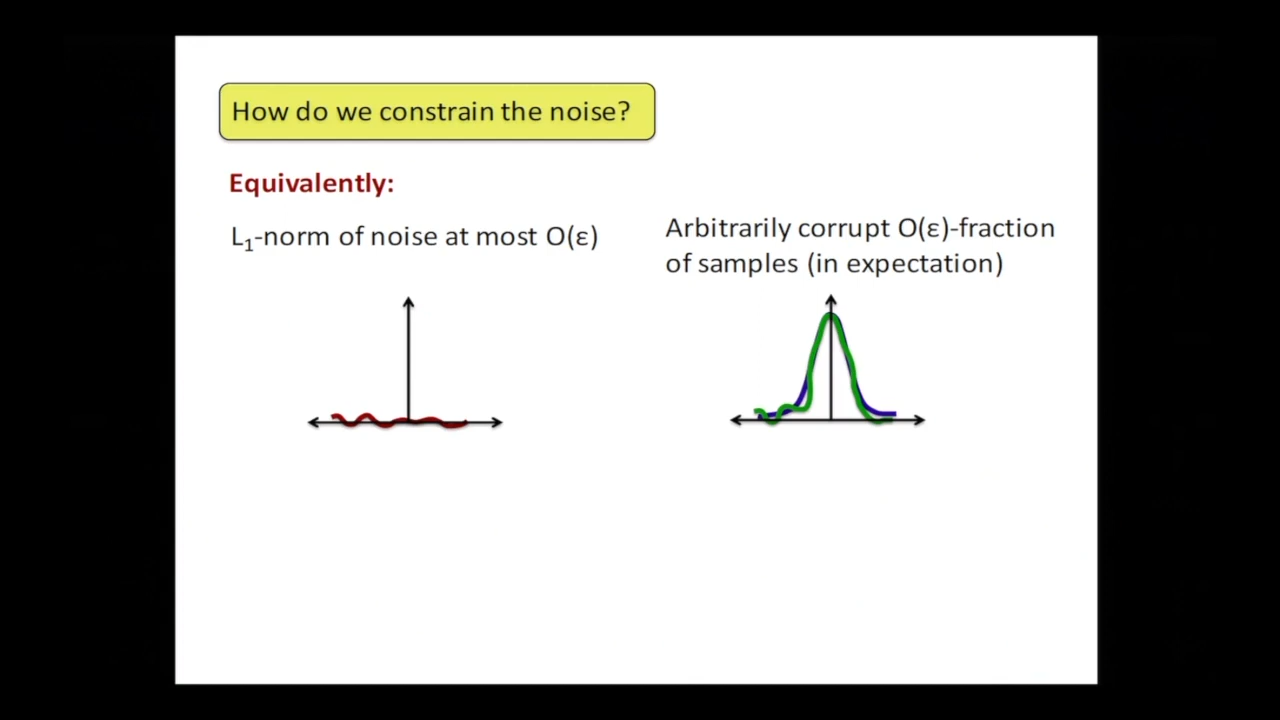 How do we constrain the noise?
Equivalently:
L₁-norm of noise at most O(ε)
Arbitrarily corrupt O(ε)-fraction
of samples (in expectation)